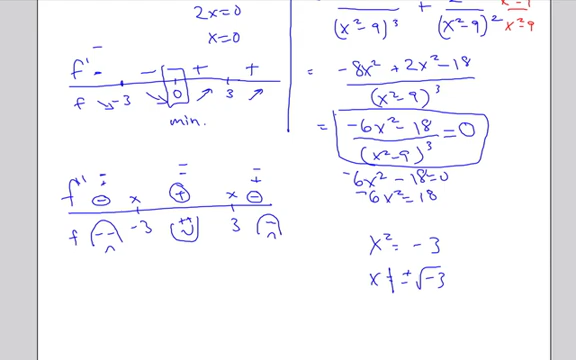 2x=0
x=0
f' - - + +
f ↘ -3 ↘ 0 ↗ 3 ↗
min.
f'' ⊖ x ⊕ x ⊖
f -3 3
(x²-9)³ + (x²-9)² x²-9
= -8x² + 2x² - 18
(x²-9)³
= -6x² - 18 = 0
(x²-9)³
-6x² - 18 = 0
-6x² = 18
x² = -3
x ≠ ± √-3